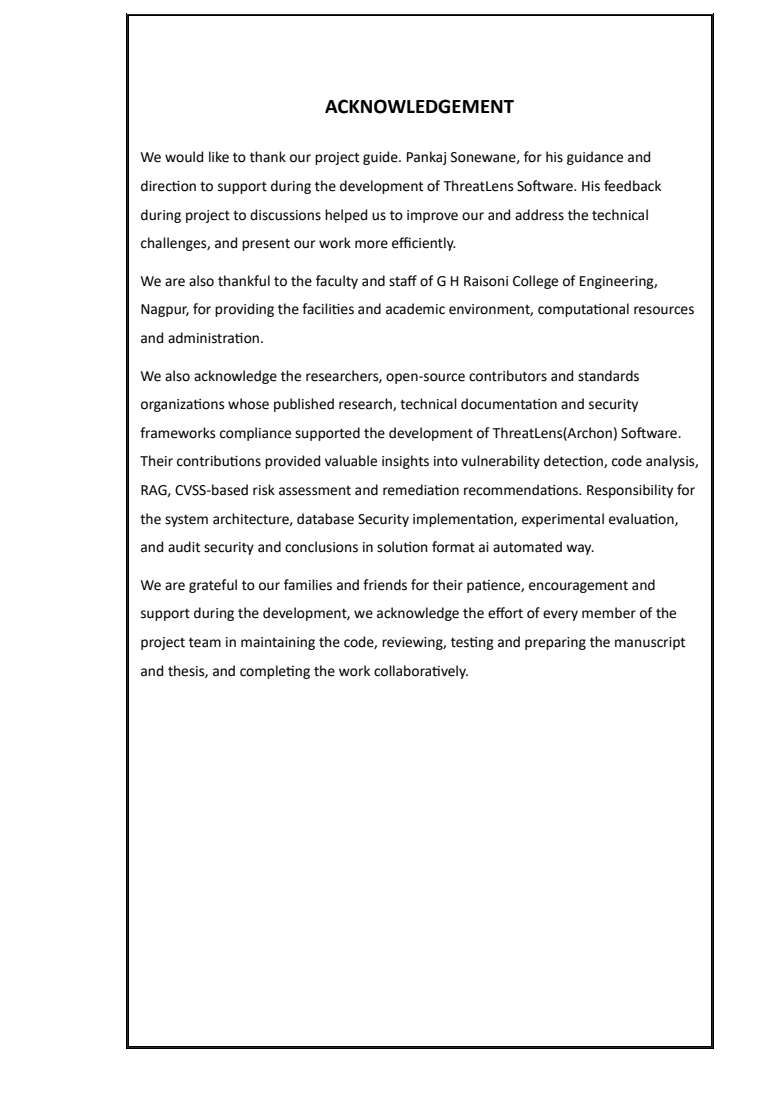 ACKNOWLEDGEMENT
We would like to thank our project guide. Pankaj Sonewane, for his guidance and
direction to support during the development of ThreatLens Software. His feedback
during project to discussions helped us to improve our and address the technical
challenges, and present our work more efficiently.
We are also thankful to the faculty and staff of G H Raisoni College of Engineering,
Nagpur, for providing the facilities and academic environment, computational resources
and administration.
We also acknowledge the researchers, open-source contributors and standards
organizations whose published research, technical documentation and security
frameworks compliance supported the development of ThreatLens(Archon) Software.
Their contributions provided valuable insights into vulnerability detection, code analysis,
RAG, CVSS-based risk assessment and remediation recommendations. Responsibility for
the system architecture, database Security implementation, experimental evaluation,
and audit security and conclusions in solution format ai automated way.
We are grateful to our families and friends for their patience, encouragement and
support during the development, we acknowledge the effort of every member of the
project team in maintaining the code, reviewing, testing and preparing the manuscript
and thesis, and completing the work collaboratively.